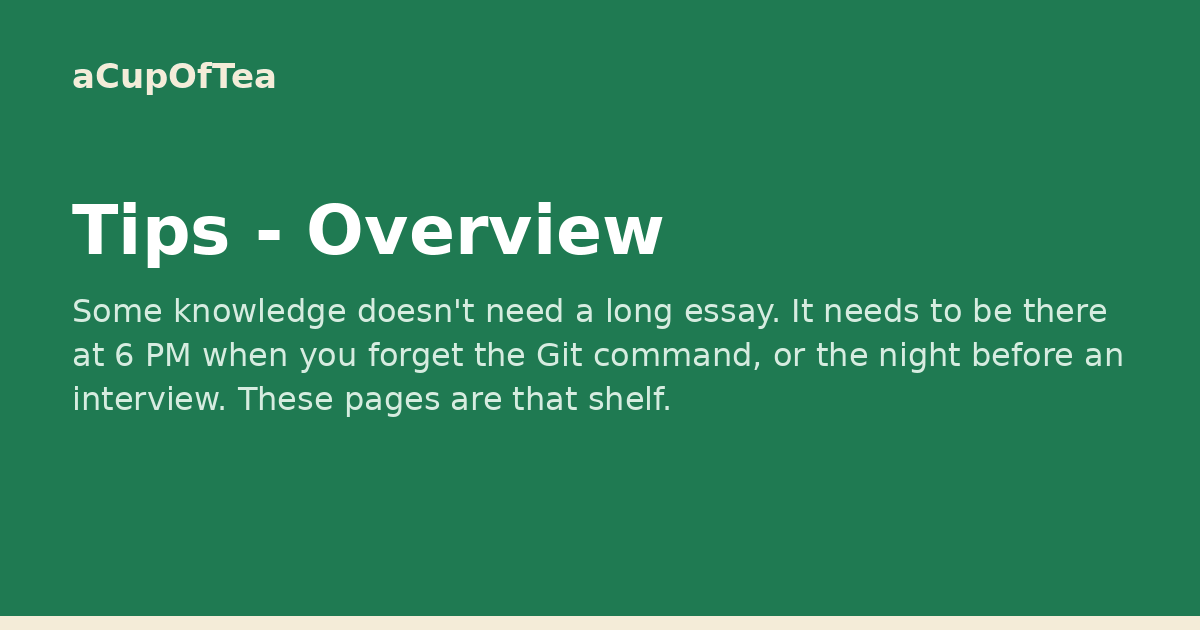 aCupOfTea
Tips - Overview
Some knowledge doesn't need a long essay. It needs to be there
at 6 PM when you forget the Git command, or the night before an
interview. These pages are that shelf.